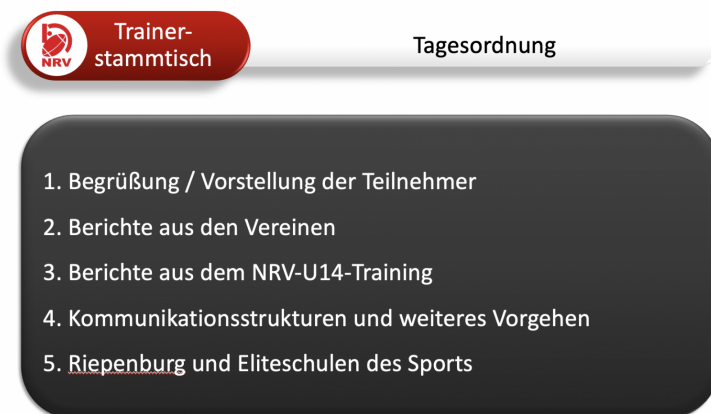 NRV
Trainer-
stammtisch
Tagesordnung
1. Begrüßung / Vorstellung der Teilnehmer
2. Berichte aus den Vereinen
3. Berichte aus dem NRV-U14-Training
4. Kommunikationsstrukturen und weiteres Vorgehen
5. Riepenburg und Eliteschulen des Sports